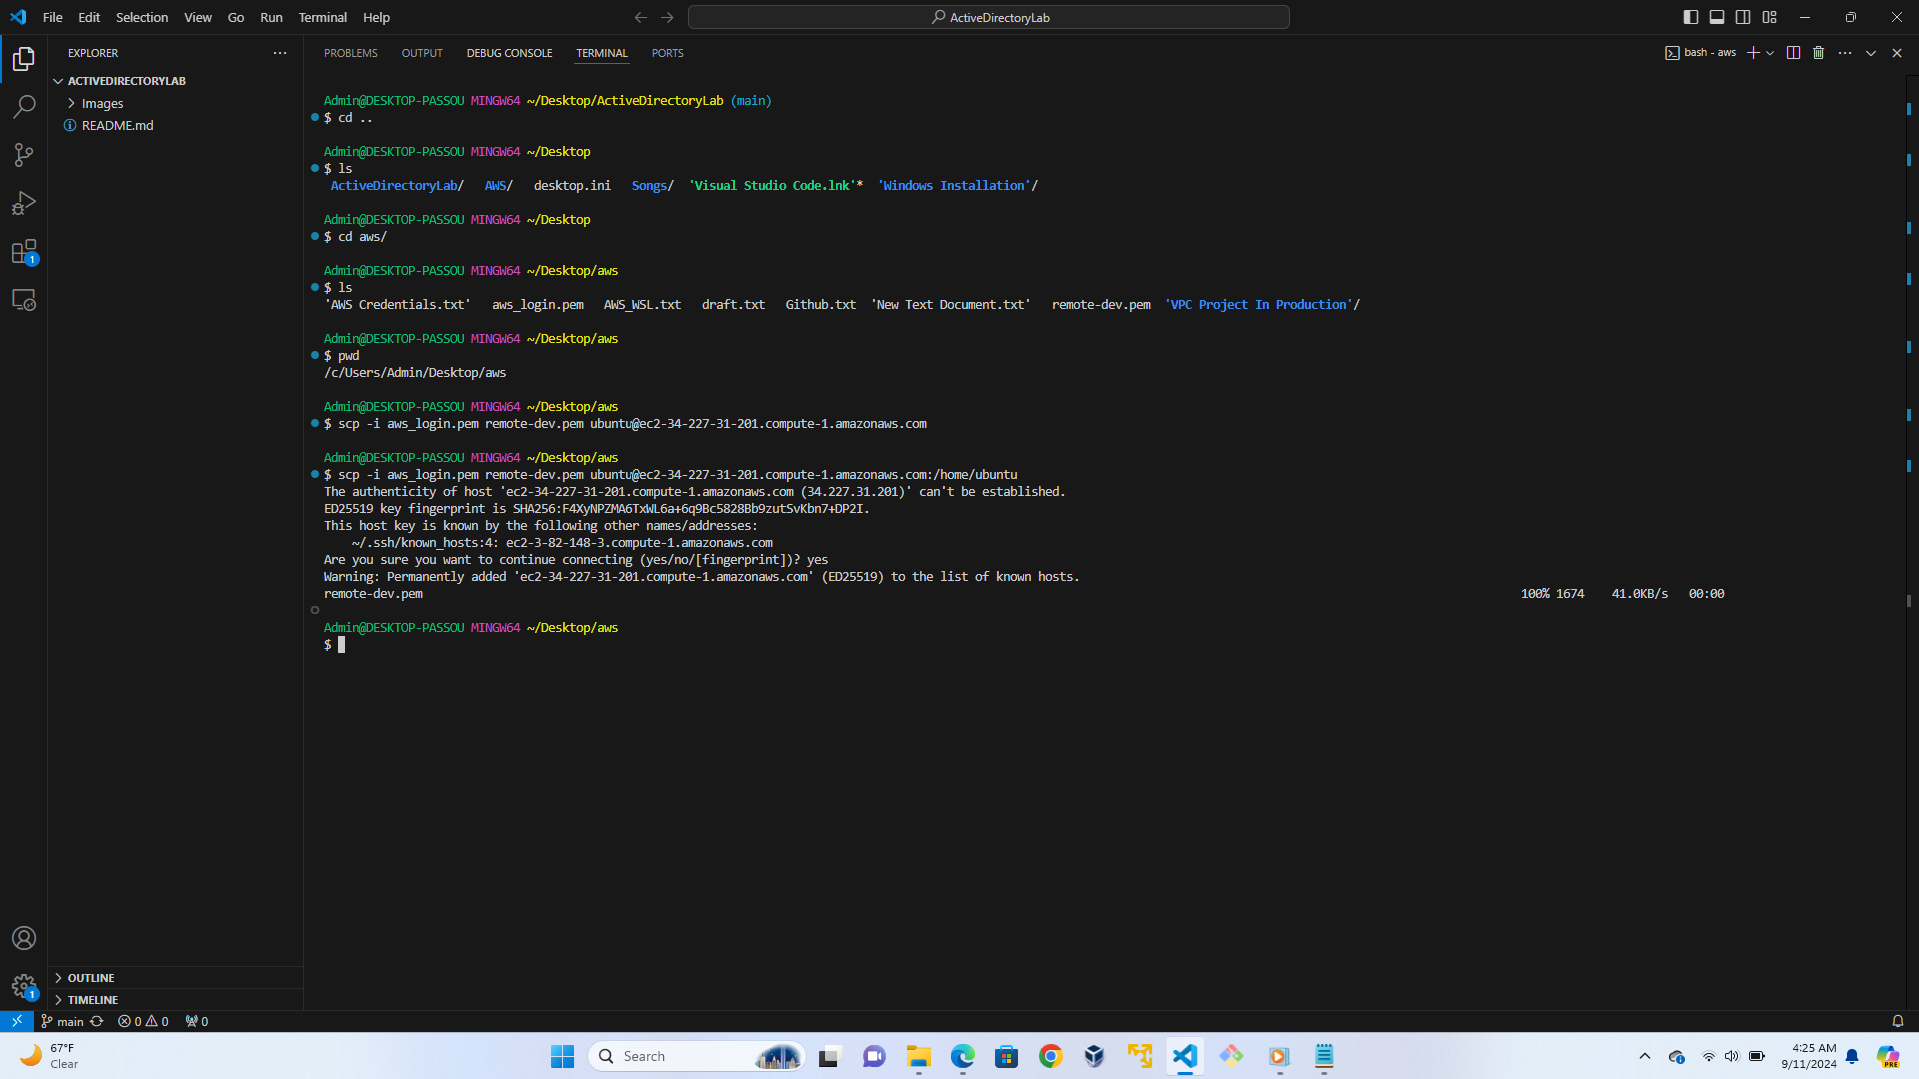 File Edit Selection View Go Run Terminal Help
ActiveDirectoryLab
EXPLORER
PROBLEMS OUTPUT DEBUG CONSOLE TERMINAL PORTS
bash - aws
ACTIVEDIRECTORYLAB
Images
README.md
Admin@DESKTOP-PASSOU MINGW64 ~/Desktop/ActiveDirectoryLab (main)
$ cd ..
Admin@DESKTOP-PASSOU MINGW64 ~/Desktop
$ ls
ActiveDirectoryLab/ AWS/ desktop.ini Songs/ 'Visual Studio Code.lnk'* 'Windows Installation'/
Admin@DESKTOP-PASSOU MINGW64 ~/Desktop
$ cd aws/
Admin@DESKTOP-PASSOU MINGW64 ~/Desktop/aws
$ ls
'AWS Credentials.txt' aws_login.pem AWS_WSL.txt draft.txt Github.txt 'New Text Document.txt' remote-dev.pem 'VPC Project In Production'/
Admin@DESKTOP-PASSOU MINGW64 ~/Desktop/aws
$ pwd
/c/Users/Admin/Desktop/aws
Admin@DESKTOP-PASSOU MINGW64 ~/Desktop/aws
$ scp -i aws_login.pem remote-dev.pem ubuntu@ec2-34-227-31-201.compute-1.amazonaws.com
Admin@DESKTOP-PASSOU MINGW64 ~/Desktop/aws
$ scp -i aws_login.pem remote-dev.pem ubuntu@ec2-34-227-31-201.compute-1.amazonaws.com:/home/ubuntu
The authenticity of host 'ec2-34-227-31-201.compute-1.amazonaws.com (34.227.31.201)' can't be established.
ED25519 key fingerprint is SHA256:F4XyNPZMA6TxWL6a+6q9Bc5828Bb9zutSvKbn7+DP2I.
This host key is known by the following other names/addresses:
~/.ssh/known_hosts:4: ec2-3-82-148-3.compute-1.amazonaws.com
Are you sure you want to continue connecting (yes/no/[fingerprint])? yes
Warning: Permanently added 'ec2-34-227-31-201.compute-1.amazonaws.com' (ED25519) to the list of known hosts.
remote-dev.pem 100% 1674 41.0KB/s 00:00
Admin@DESKTOP-PASSOU MINGW64 ~/Desktop/aws
$
1
1
OUTLINE
TIMELINE
main 0 0 0
67°F
Clear
Search
4:25 AM
9/11/2024
PRE